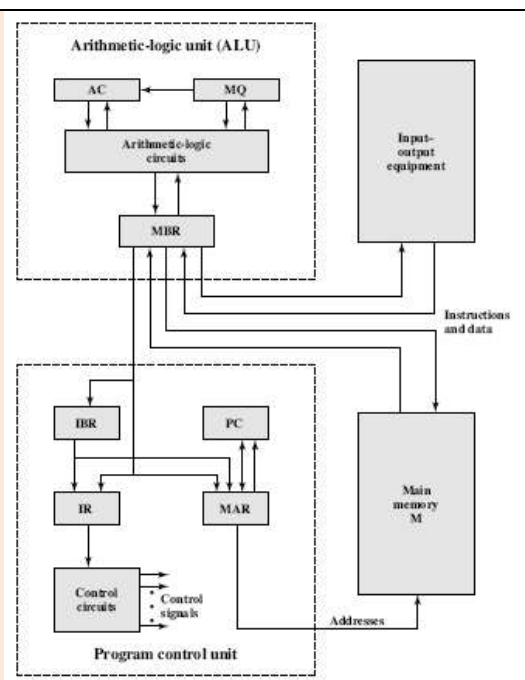 Arithmetic-logic unit (ALU)
AC
MQ
Arithmetic-logic
circuits
Input-
output
equipment
MBR
Instructions
and data
IBR
PC
IR
MAR
Main
memory
M
Control
circuits
Control
signals
Addresses
Program control unit